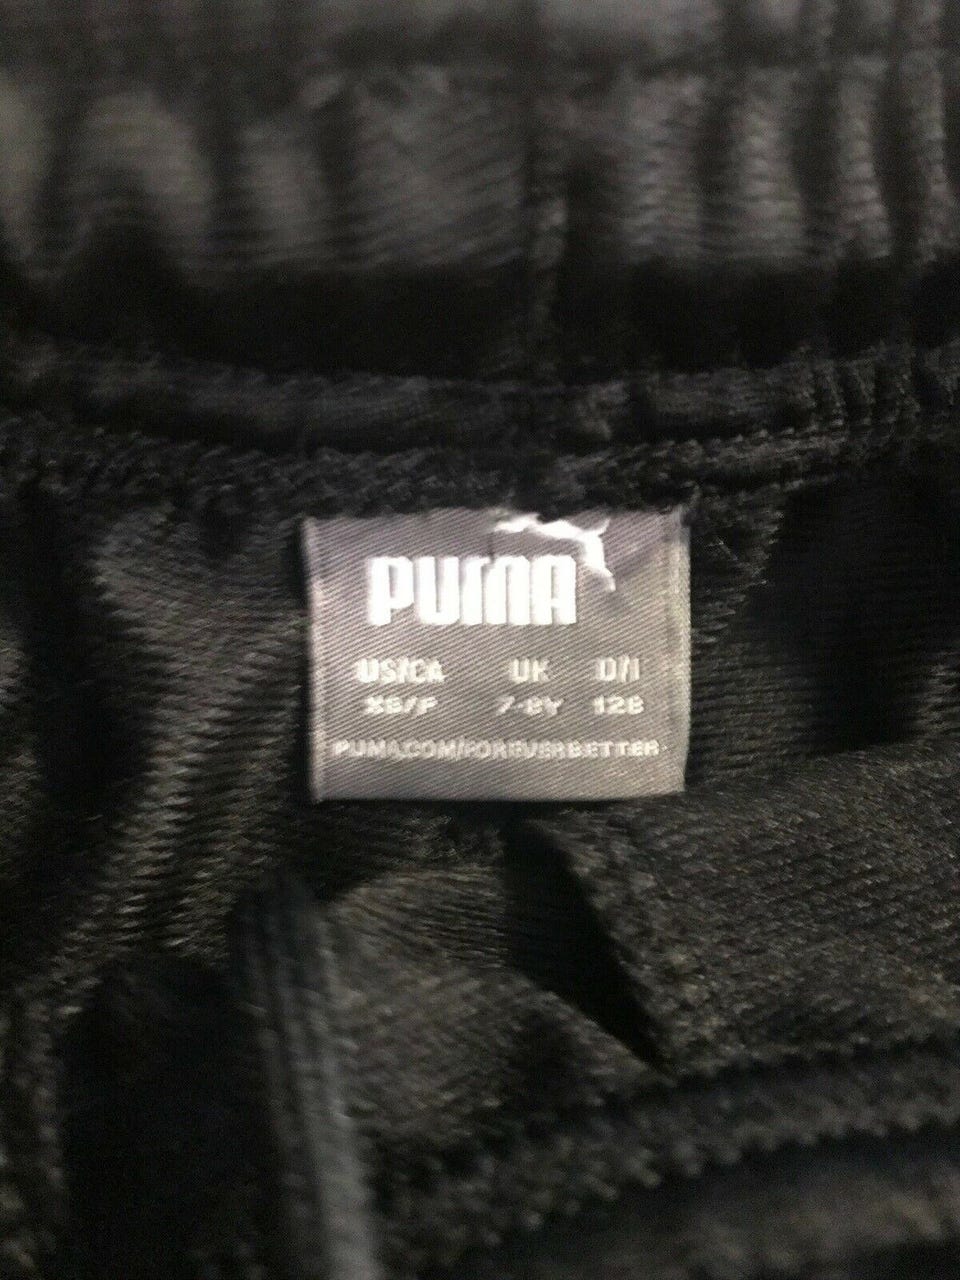 PUMA
US/CA UK D/I
XS/P 7-8Y 128
PUMA.COM/FOREVERBETTER